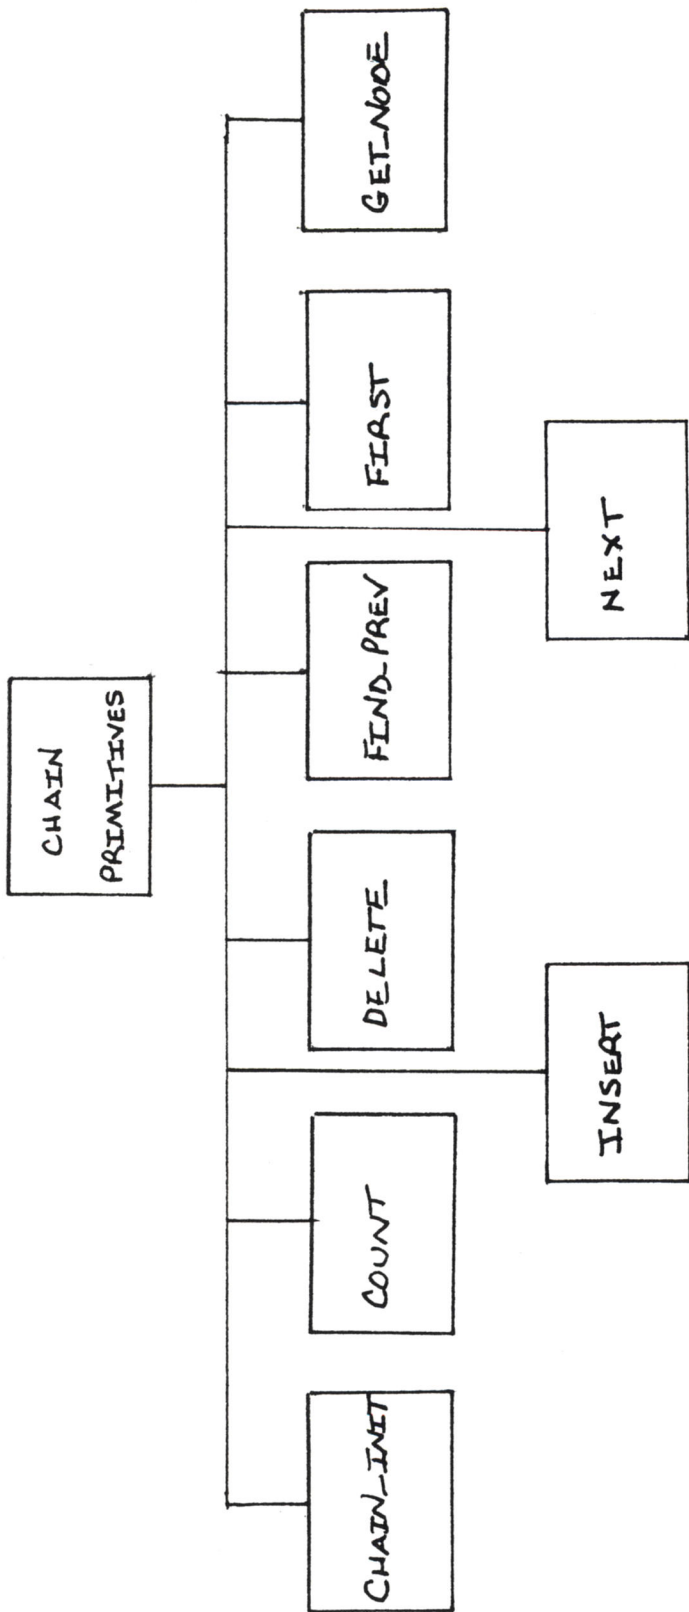 CHAIN
PRIMITIVES
CHAIN_INIT
COUNT
DELETE
FIND_PREV
FIRST
GET_NODE
INSERT
NEXT